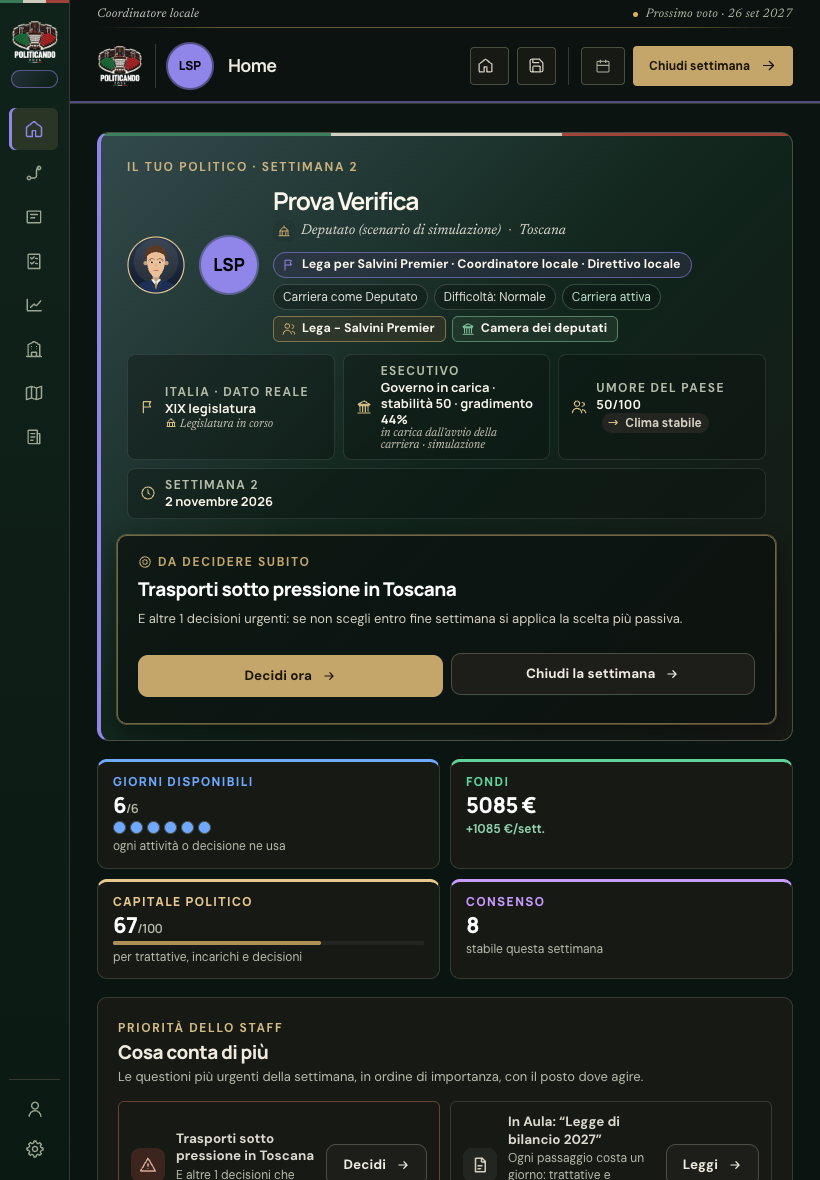 Coordinatore locale
Prossimo voto · 26 set 2027
POLITICANDO
POLITICANDO
LSP
Home
Chiudi settimana →
IL TUO POLITICO · SETTIMANA 2
LSP
Prova Verifica
Deputato (scenario di simulazione) · Toscana
Lega per Salvini Premier · Coordinatore locale · Direttivo locale
Carriera come Deputato
Difficoltà: Normale
Carriera attiva
Lega – Salvini Premier
Camera dei deputati
ITALIA · DATO REALE
XIX legislatura
Legislatura in corso
ESECUTIVO
Governo in carica ·
stabilità 50 · gradimento
44%
in carica dall'avvio della
carriera · simulazione
UMORE DEL PAESE
50/100
→ Clima stabile
SETTIMANA 2
2 novembre 2026
DA DECIDERE SUBITO
Trasporti sotto pressione in Toscana
E altre 1 decisioni urgenti: se non scegli entro fine settimana si applica la scelta più passiva.
Decidi ora →
Chiudi la settimana →
GIORNI DISPONIBILI
6/6
ogni attività o decisione ne usa
FONDI
5085 €
+1085 €/sett.
CAPITALE POLITICO
67/100
per trattative, incarichi e decisioni
CONSENSO
8
stabile questa settimana
PRIORITÀ DELLO STAFF
Cosa conta di più
Le questioni più urgenti della settimana, in ordine di importanza, con il posto dove agire.
Trasporti sotto
pressione in Toscana
E altre 1 decisioni che
Decidi →
In Aula: “Legge di
bilancio 2027”
Ogni passaggio costa un
giorno: trattative e
Leggi →